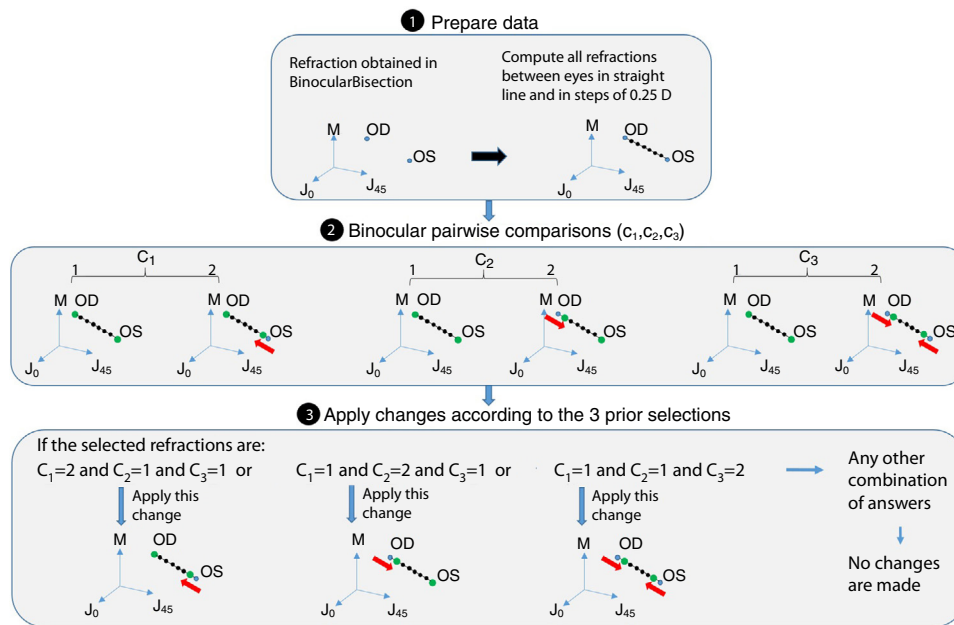 1 Prepare data
Refraction obtained in
BinocularBisection
Compute all refractions
between eyes in straight
line and in steps of 0.25 D
M OD
OS
J0
J45
M OD
OS
J0
J45
2 Binocular pairwise comparisons (c1,c2,c3)
C1
1 2
M OD
OS
J0
J45
M OD
OS
J0
J45
C2
1 2
M OD
OS
J0
J45
M OD
OS
J0
J45
C3
1 2
M OD
OS
J0
J45
M OD
OS
J0
J45
3 Apply changes according to the 3 prior selections
If the selected refractions are:
C1=2 and C2=1 and C3=1 or
C1=1 and C2=2 and C3=1 or
C1=1 and C2=1 and C3=2
Any other
combination
of answers
No changes
are made
Apply this
change
M OD
OS
J0
J45
Apply this
change
M OD
OS
J0
J45
Apply this
change
M OD
OS
J0
J45